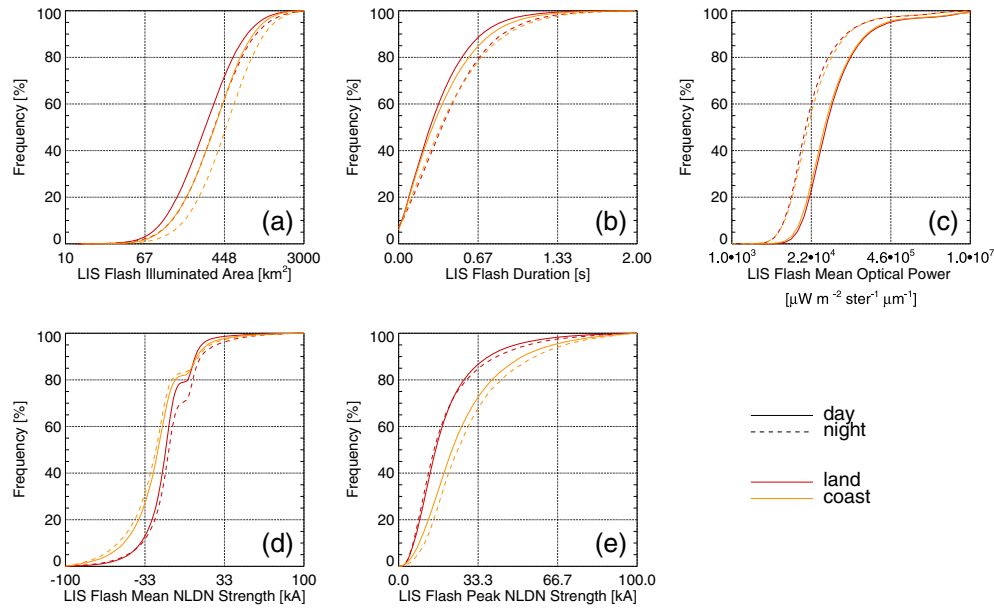 100
80
60
40
20
0
Frequency [%]
(a)
10 67 448 3000
LIS Flash Illuminated Area [km²]
100
80
60
40
20
0
Frequency [%]
(b)
0.00 0.67 1.33 2.00
LIS Flash Duration [s]
100
80
60
40
20
0
Frequency [%]
(c)
1.0•10³ 2.2•10⁴ 4.6•10⁵ 1.0•10⁷
LIS Flash Mean Optical Power
[µW m⁻² ster⁻¹ µm⁻¹]
100
80
60
40
20
0
Frequency [%]
(d)
-100 -33 33 100
LIS Flash Mean NLDN Strength [kA]
100
80
60
40
20
0
Frequency [%]
(e)
0.0 33.3 66.7 100.0
LIS Flash Peak NLDN Strength [kA]
day
night
land
coast